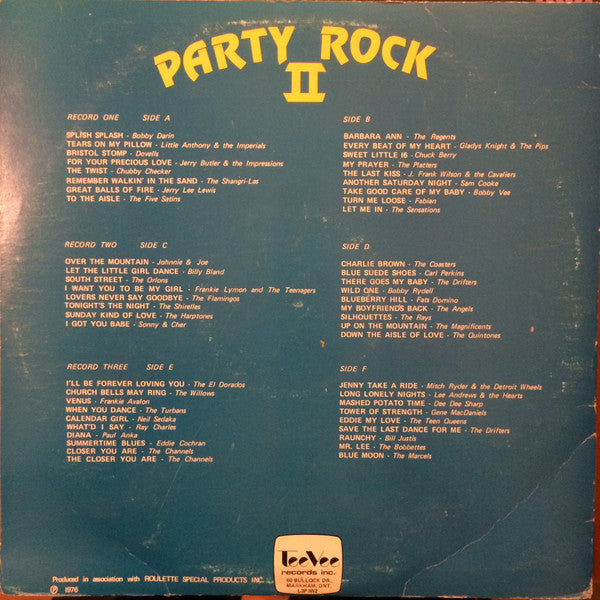 PARTY ROCK
II
RECORD ONE SIDE A
SPLISH SPLASH - Bobby Darin
TEARS ON MY PILLOW - Little Anthony & the Imperials
BRISTOL STOMP - Dovells
FOR YOUR PRECIOUS LOVE - Jerry Butler & the Impressions
THE TWIST - Chubby Checker
REMEMBER WALKIN' IN THE SAND - The Shangri-Las
GREAT BALLS OF FIRE - Jerry Lee Lewis
TO THE AISLE - The Five Satins
SIDE B
BARBARA ANN - The Regents
EVERY BEAT OF MY HEART - Gladys Knight & The Pips
SWEET LITTLE 16 - Chuck Berry
MY PRAYER - The Platters
THE LAST KISS - J. Frank Wilson & the Cavaliers
ANOTHER SATURDAY NIGHT - Sam Cooke
TAKE GOOD CARE OF MY BABY - Bobby Vee
TURN ME LOOSE - Fabian
LET ME IN - The Sensations
RECORD TWO SIDE C
OVER THE MOUNTAIN - Johnnie & Joe
LET THE LITTLE GIRL DANCE - Billy Bland
SOUTH STREET - The Orlons
I WANT YOU TO BE MY GIRL - Frankie Lymon and The Teenagers
LOVERS NEVER SAY GOODBYE - The Flamingos
TONIGHT'S THE NIGHT - The Shirelles
SUNDAY KIND OF LOVE - The Harptones
I GOT YOU BABE - Sonny & Cher
SIDE D
CHARLIE BROWN - The Coasters
BLUE SUEDE SHOES - Carl Perkins
THERE GOES MY BABY - The Drifters
WILD ONE - Bobby Rydell
BLUEBERRY HILL - Fats Domino
MY BOYFRIEND'S BACK - The Angels
SILHOUETTES - The Rays
UP ON THE MOUNTAIN - The Magnificents
DOWN THE AISLE OF LOVE - The Quintones
RECORD THREE SIDE E
I'LL BE FOREVER LOVING YOU - The El Dorados
CHURCH BELLS MAY RING - The Willows
VENUS - Frankie Avalon
WHEN YOU DANCE - The Turbans
CALENDAR GIRL - Neil Sedaka
WHAT'D I SAY - Ray Charles
DIANA - Paul Anka
SUMMERTIME BLUES - Eddie Cochran
CLOSER YOU ARE - The Channels
THE CLOSER YOU ARE - The Channels
SIDE F
JENNY TAKE A RIDE - Mitch Ryder & the Detroit Wheels
LONG LONELY NIGHTS - Lee Andrews & the Hearts
MASHED POTATO TIME - Dee Dee Sharp
TOWER OF STRENGTH - Gene MacDaniels
EDDIE MY LOVE - The Teen Queens
SAVE THE LAST DANCE FOR ME - The Drifters
RAUNCHY - Bill Justis
MR. LEE - The Bobbettes
BLUE MOON - The Marcels
Produced in association with ROULETTE SPECIAL PRODUCTS INC.
Ⓟ 1976
TeeVee
records inc.
60 BULLOCK DR.,
MARKHAM, ONT.
L3P 1W2